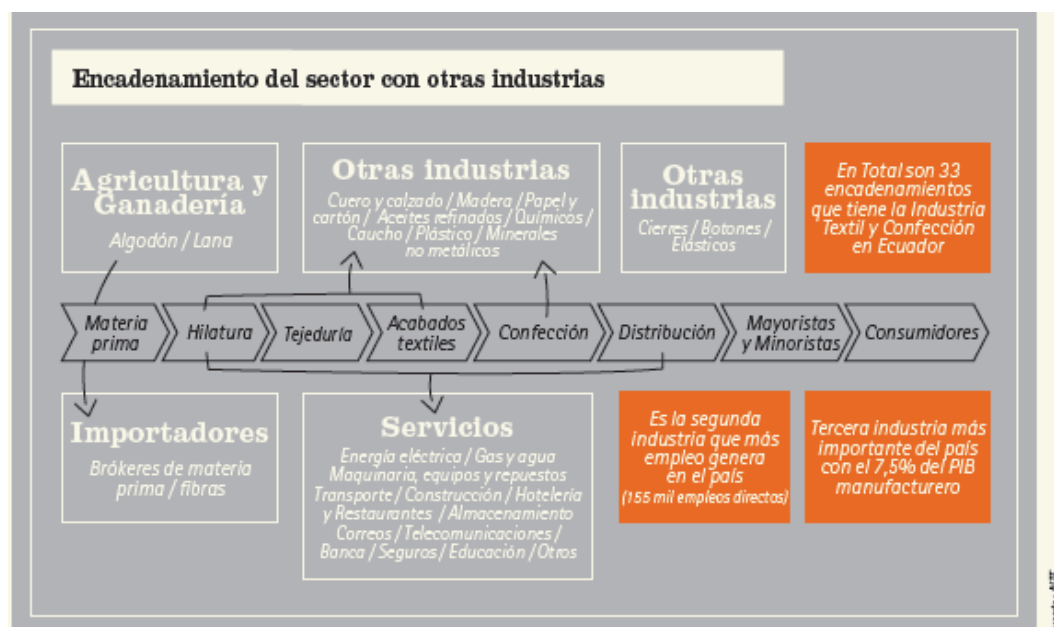 Encadenamiento del sector con otras industrias
Agricultura y
Ganadería
Algodón / Lana
Otras industrias
Cuero y calzado / Madera / Papel y
cartón / Aceites refinados / Químicos /
Caucho / Plástico / Minerales
no metálicos
Otras
industrias
Cierres / Botones /
Elásticos
En Total son 33
encadenamientos
que tiene la Industria
Textil y Confección
en Ecuador
Materia
prima
Hilatura
Tejeduría
Acabados
textiles
Confección
Distribución
Mayoristas
y Minoristas
Consumidores
Importadores
Brókeres de materia
prima / fibras
Servicios
Energía eléctrica / Gas y agua
Maquinaria, equipos y repuestos
Transporte / Construcción / Hotelería
y Restaurantes / Almacenamiento
Correos / Telecomunicaciones /
Banca / Seguros / Educación / Otros
Es la segunda
industria que más
empleo genera
en el país
(155 mil empleos directos)
Tercera industria más
importante del país
con el 7,5% del PIB
manufacturero